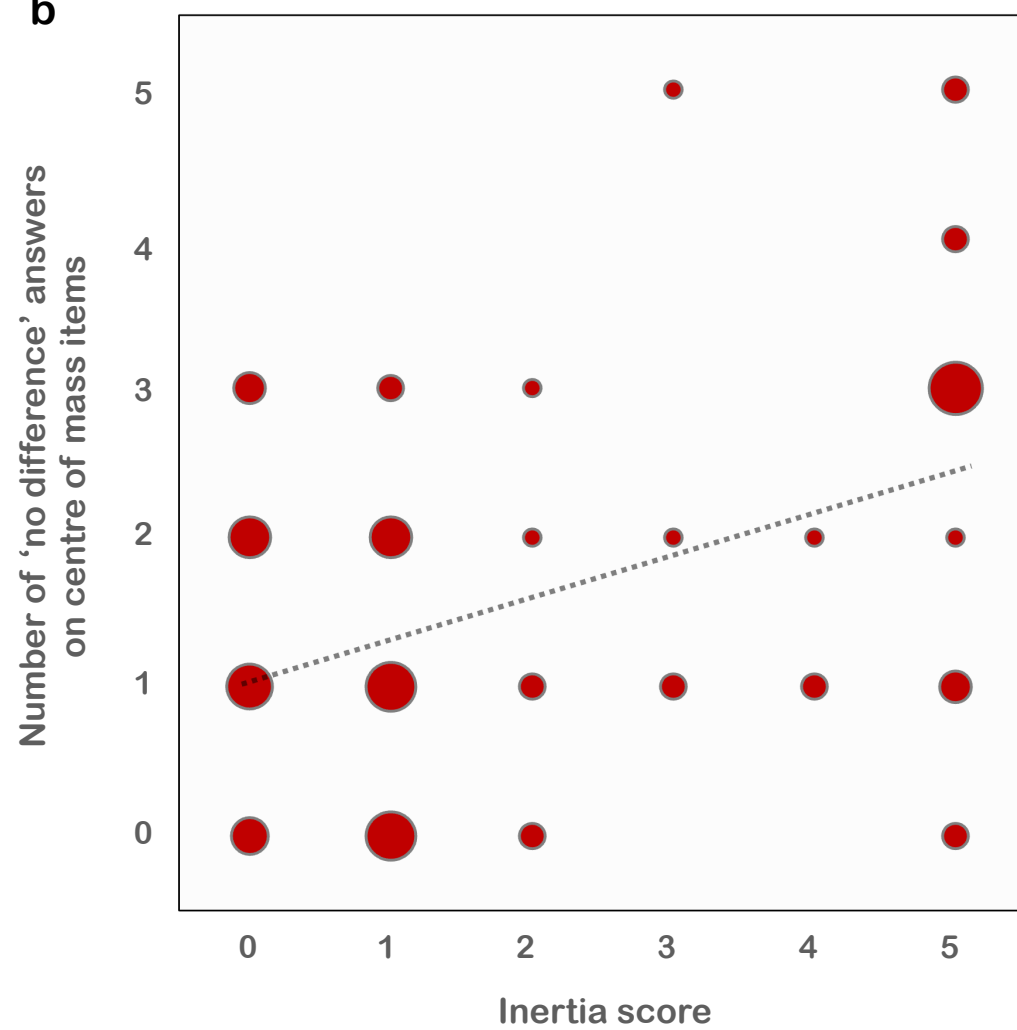 b
Number of ‘no difference’ answers
on centre of mass items
5
4
3
2
1
0
0 1 2 3 4 5
Inertia score